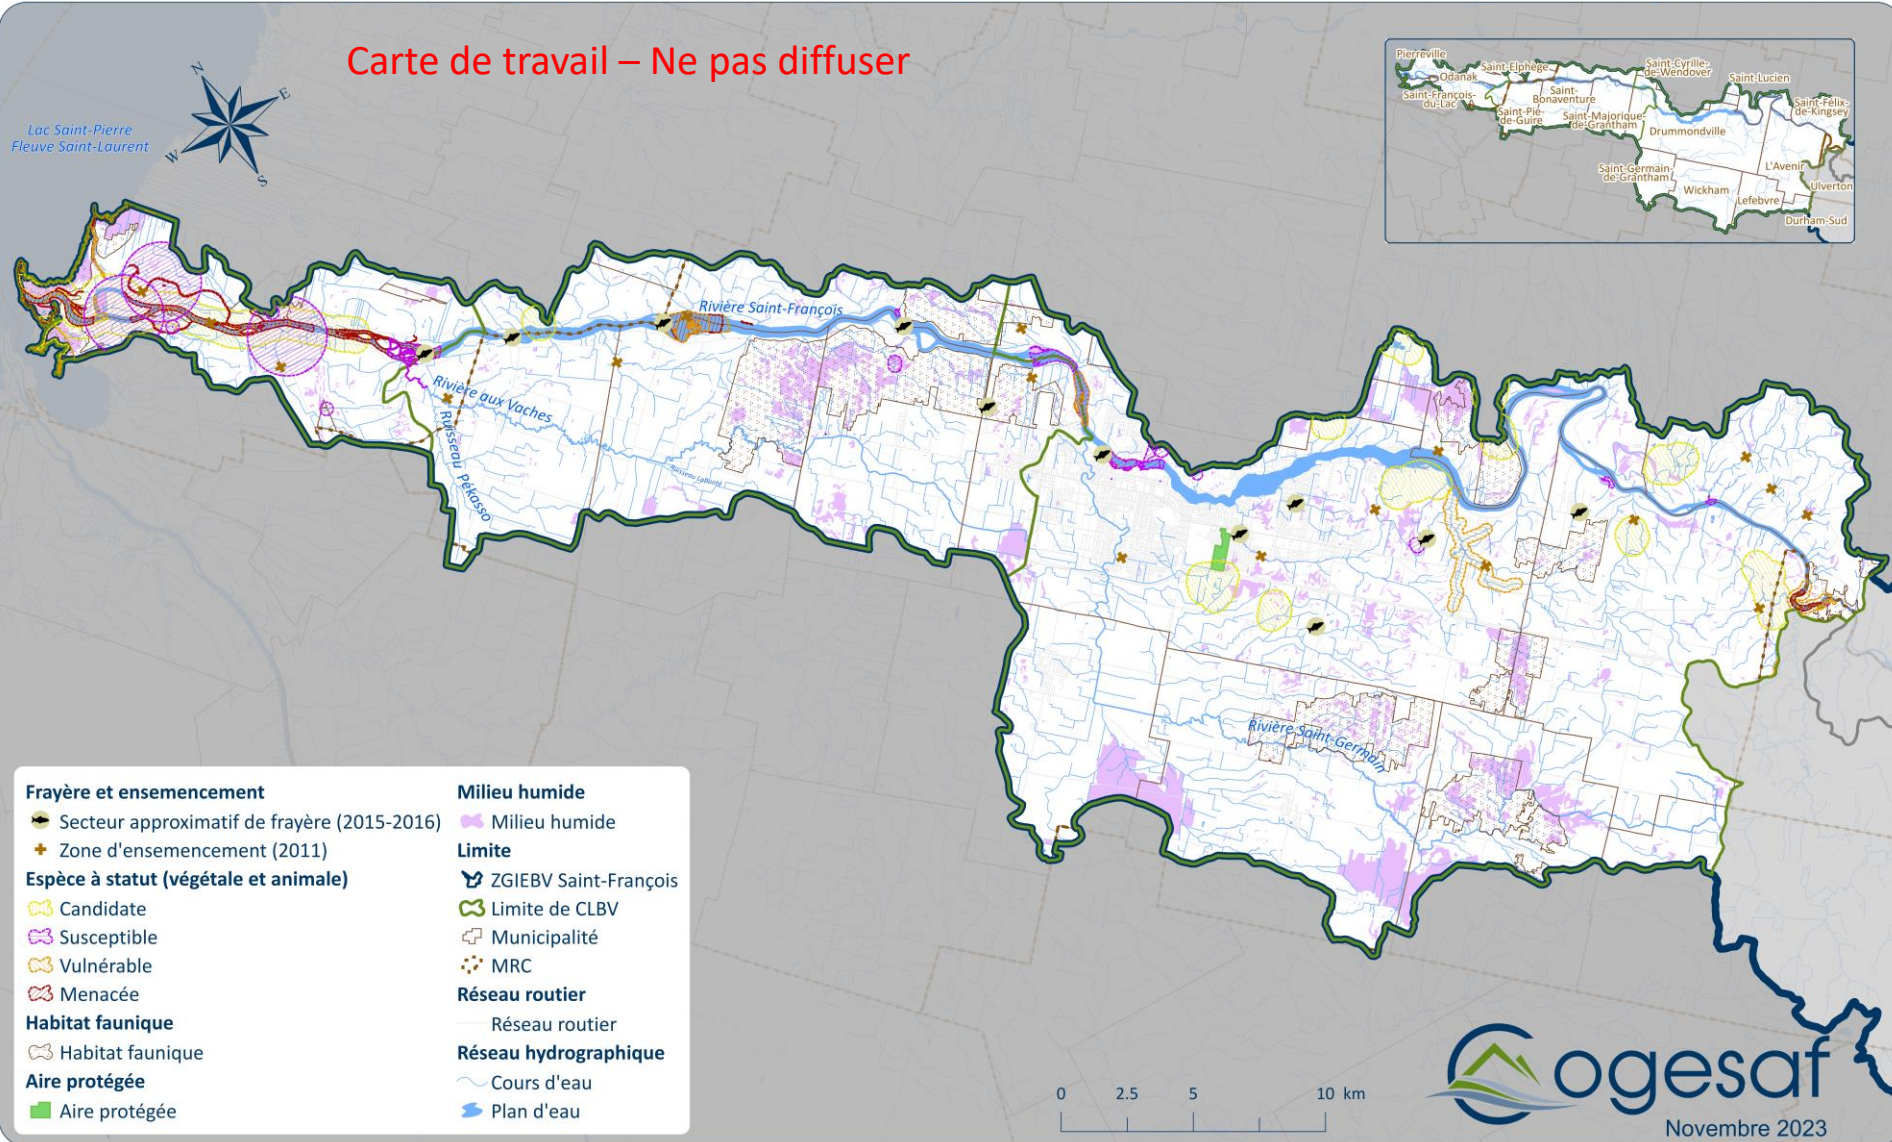 Carte de travail – Ne pas diffuser
N
E
W
S
Lac Saint-Pierre
Fleuve Saint-Laurent
Pierreville
Odanak
Saint-François-
du-Lac
Saint-Elphège
Saint-Pie-
de-Guire
Saint-
Bonaventure
Saint-Majorique-
de-Grantham
Saint-Cyrille-
de-Wendover
Saint-Lucien
Saint-Félix-
de-Kingsey
Drummondville
Saint-Germain-
de-Grantham
Wickham
L'Avenir
Lefebvre
Ulverton
Durham-Sud
Rivière Saint-François
Rivière aux Vaches
Ruisseau Pékasso
Ruisseau Labonté
Rivière Saint-Germain
Frayère et ensemencement
Secteur approximatif de frayère (2015-2016)
Zone d'ensemencement (2011)
Espèce à statut (végétale et animale)
Candidate
Susceptible
Vulnérable
Menacée
Habitat faunique
Habitat faunique
Aire protégée
Aire protégée
Milieu humide
Milieu humide
Limite
ZGIEBV Saint-François
Limite de CLBV
Municipalité
MRC
Réseau routier
Réseau routier
Réseau hydrographique
Cours d'eau
Plan d'eau
0 2.5 5 10 km
Cogesaf
Novembre 2023